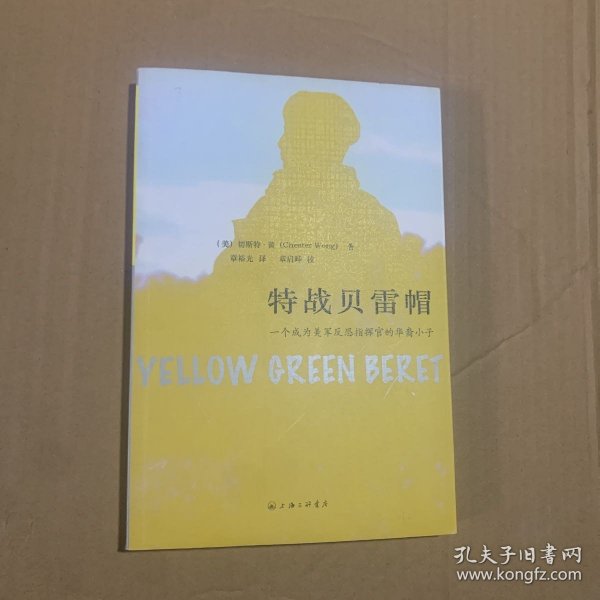 (美) 切斯特·黄 (Chester Wong) 著
章裕光 译 章启晔 校
特战贝雷帽
一个成为美军反恐指挥官的华裔小子
YELLOW GREEN BERET
上海三联书店
孔夫子旧书网
www.kongfz.com